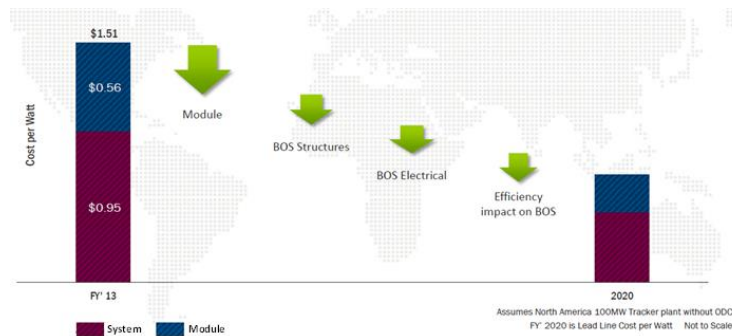 $1.51
$0.56
$0.95
Cost per Watt
Module
BOS Structures
BOS Electrical
Efficiency
impact on BOS
FY' 13
2020
Assumes North America 100MW Tracker plant without ODC
FY' 2020 is Lead Line Cost per Watt Not to Scale
System
Module